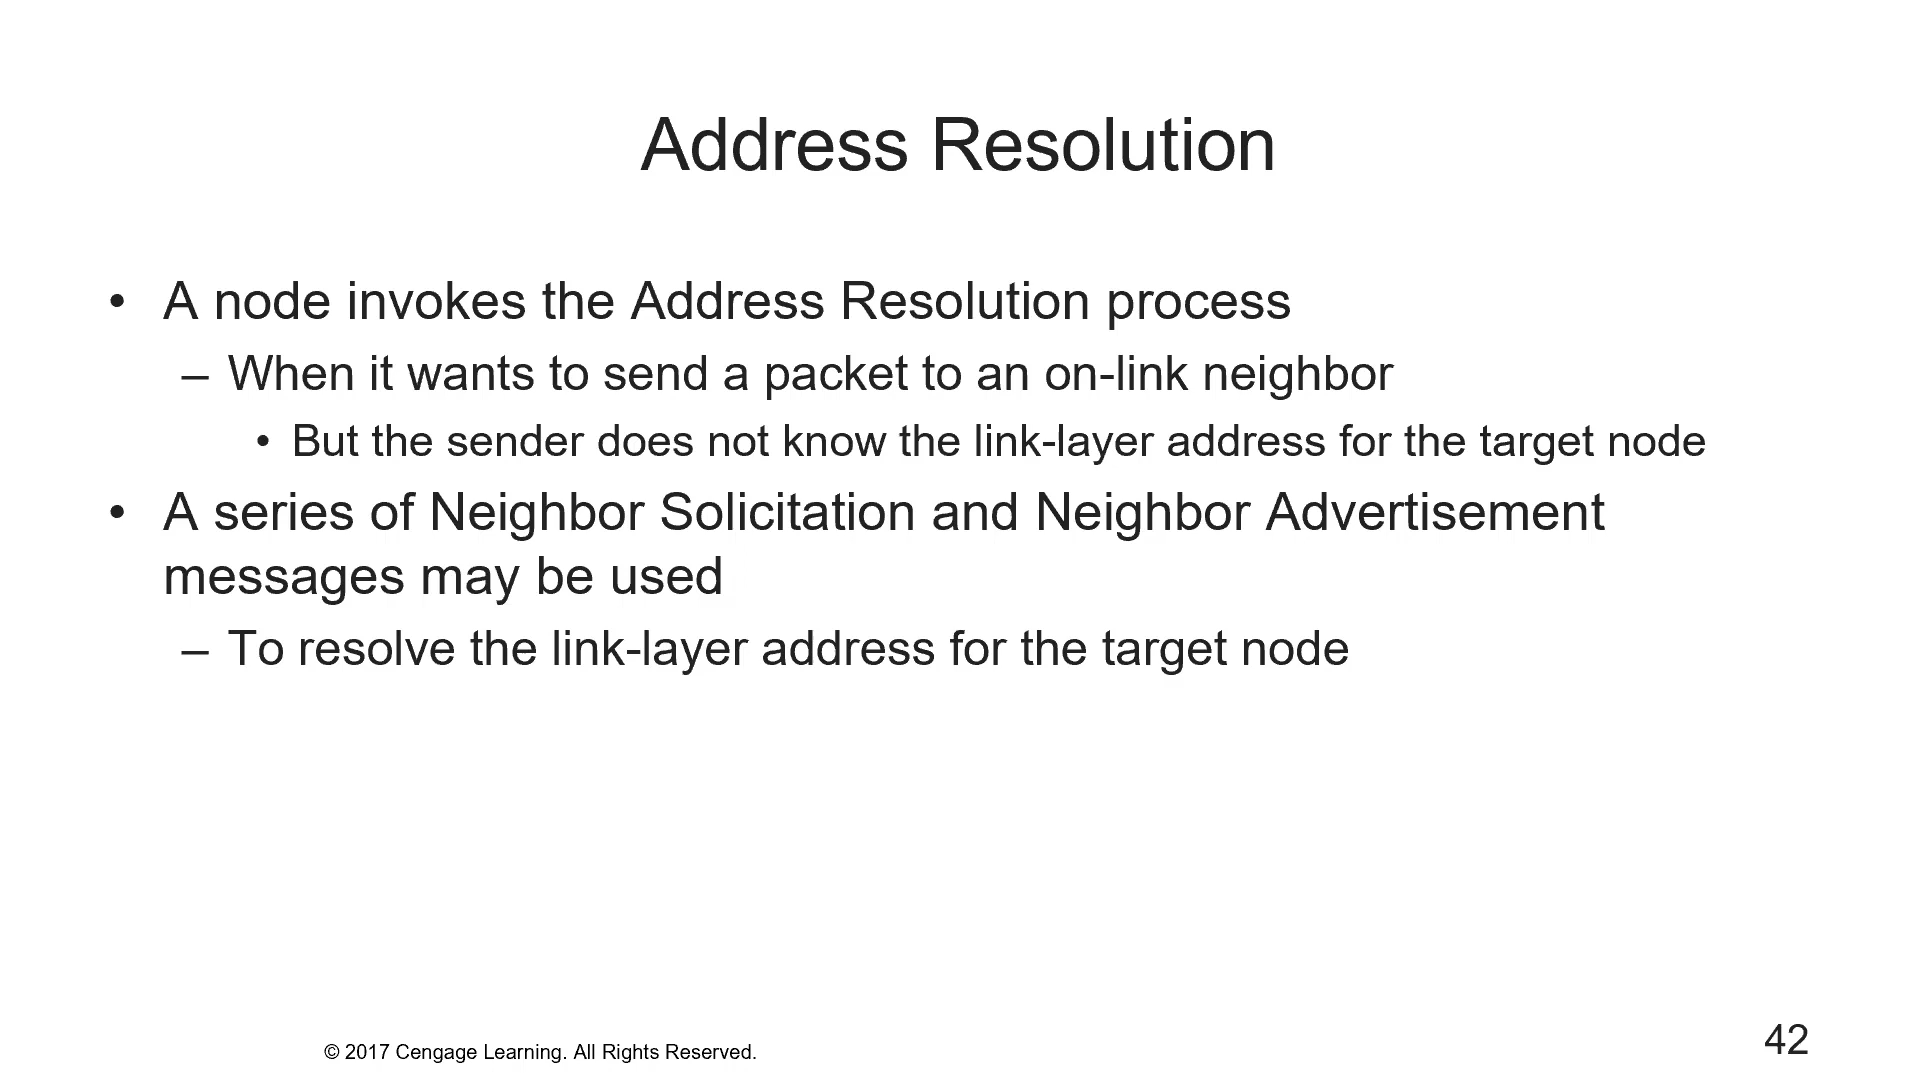 Address Resolution
• A node invokes the Address Resolution process
– When it wants to send a packet to an on-link neighbor
• But the sender does not know the link-layer address for the target node
• A series of Neighbor Solicitation and Neighbor Advertisement
messages may be used
– To resolve the link-layer address for the target node
© 2017 Cengage Learning. All Rights Reserved.
42